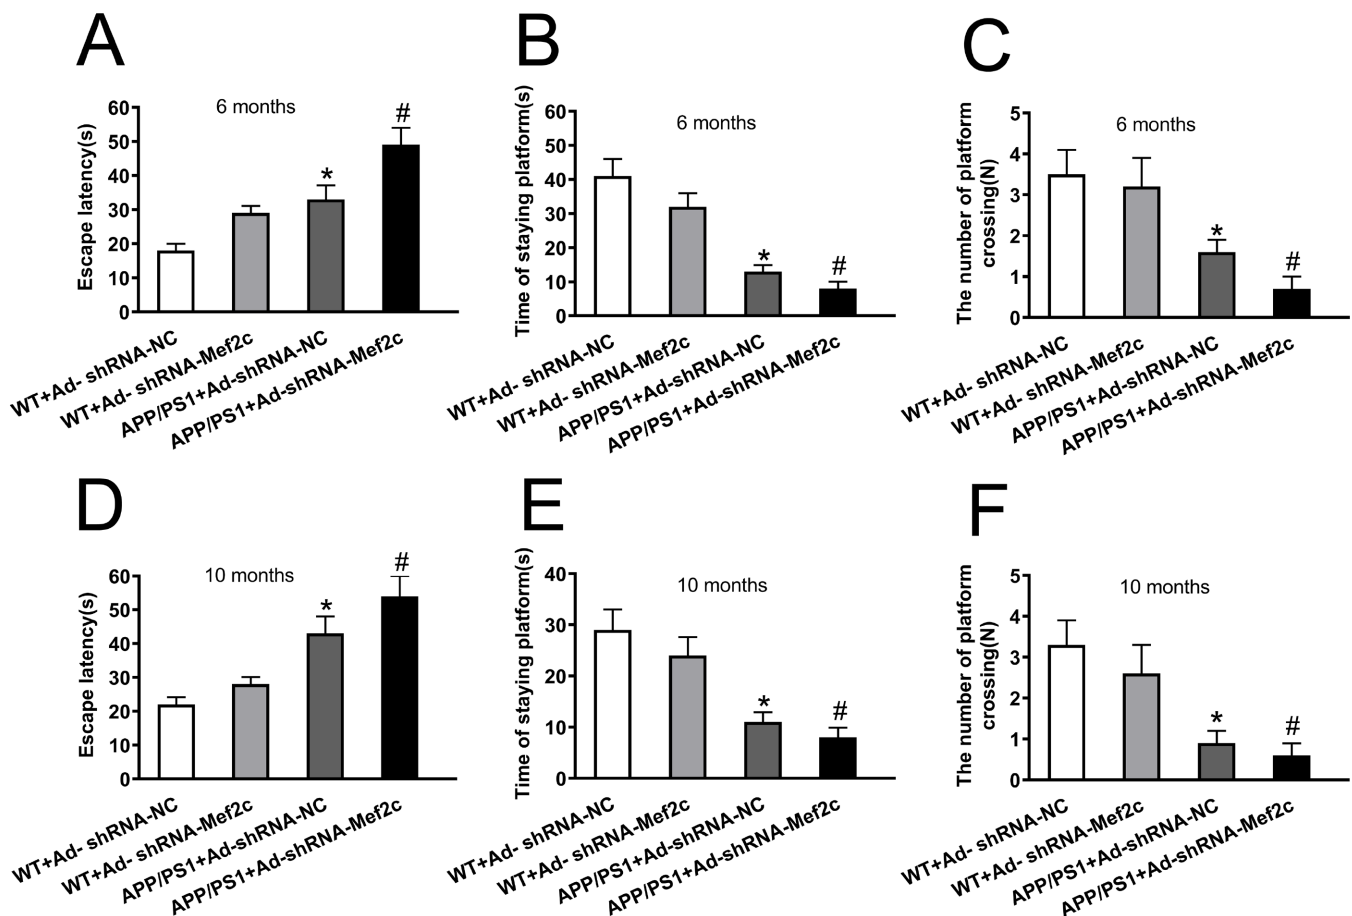 A
6 months
Escape latency(s)
60
50
40
30
20
10
0
*
#
WT+Ad- shRNA-NC
WT+Ad- shRNA-Mef2c
APP/PS1+Ad-shRNA-NC
APP/PS1+Ad-shRNA-Mef2c
B
6 months
Time of staying platform(s)
60
50
40
30
20
10
0
*
#
WT+Ad- shRNA-NC
WT+Ad- shRNA-Mef2c
APP/PS1+Ad-shRNA-NC
APP/PS1+Ad-shRNA-Mef2c
C
6 months
The number of platform
crossing(N)
5
4
3
2
1
0
*
#
WT+Ad- shRNA-NC
WT+Ad- shRNA-Mef2c
APP/PS1+Ad-shRNA-NC
APP/PS1+Ad-shRNA-Mef2c
D
10 months
Escape latency(s)
60
50
40
30
20
10
0
*
#
WT+Ad- shRNA-NC
WT+Ad- shRNA-Mef2c
APP/PS1+Ad-shRNA-NC
APP/PS1+Ad-shRNA-Mef2c
E
10 months
Time of staying platform(s)
40
30
20
10
0
*
#
WT+Ad- shRNA-NC
WT+Ad- shRNA-Mef2c
APP/PS1+Ad-shRNA-NC
APP/PS1+Ad-shRNA-Mef2c
F
10 months
The number of platform
crossing(N)
5
4
3
2
1
0
*
#
WT+Ad- shRNA-NC
WT+Ad- shRNA-Mef2c
APP/PS1+Ad-shRNA-NC
APP/PS1+Ad-shRNA-Mef2c